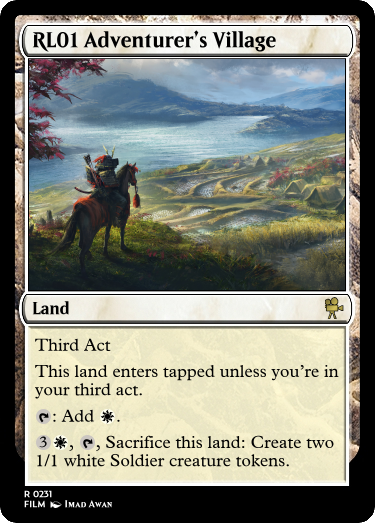 RL01 Adventurer's Village
Land
Third Act
This land enters tapped unless you're in
your third act.
: Add .
3 , , Sacrifice this land: Create two
1/1 white Soldier creature tokens.
R 0231
FILM Imad Awan